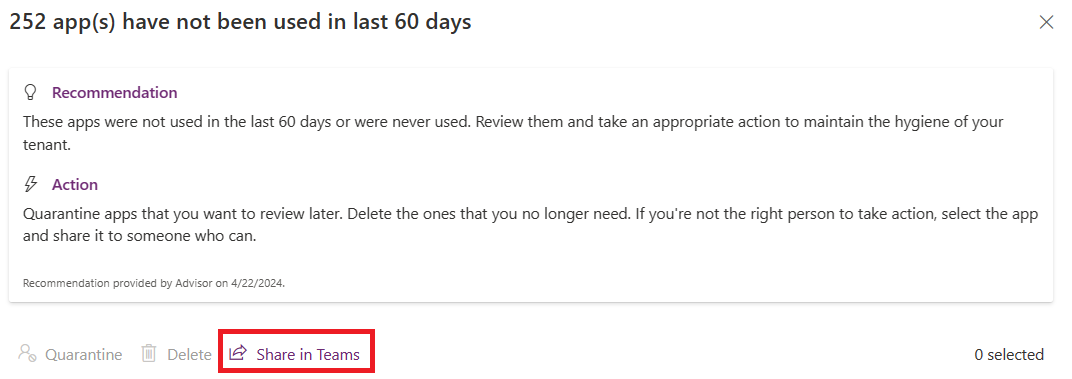 252 app(s) have not been used in last 60 days
Recommendation
These apps were not used in the last 60 days or were never used. Review them and take an appropriate action to maintain the hygiene of your
tenant.
Action
Quarantine apps that you want to review later. Delete the ones that you no longer need. If you're not the right person to take action, select the app
and share it to someone who can.
Recommendation provided by Advisor on 4/22/2024.
Quarantine Delete Share in Teams 0 selected